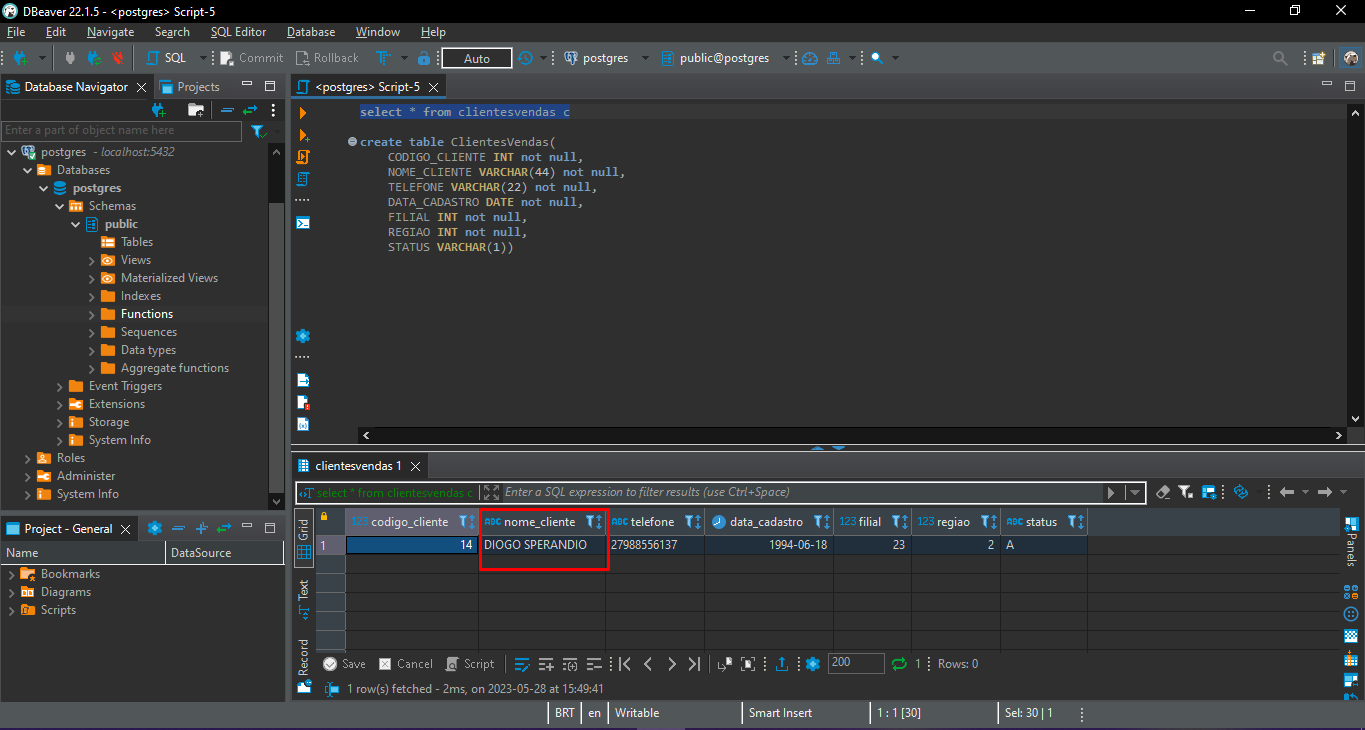 DBeaver 22.1.5 - <postgres> Script-5
File Edit Navigate Search SQL Editor Database Window Help
SQL Commit Rollback Auto postgres public@postgres
Database Navigator Projects
Enter a part of object name here
postgres - localhost:5432
Databases
postgres
Schemas
public
Tables
Views
Materialized Views
Indexes
Functions
Sequences
Data types
Aggregate functions
Event Triggers
Extensions
Storage
System Info
Roles
Administer
System Info
Project - General
Name DataSource
Bookmarks
Diagrams
Scripts
<postgres> Script-5
select * from clientesvendas c
create table ClientesVendas(
CODIGO_CLIENTE INT not null,
NOME_CLIENTE VARCHAR(44) not null,
TELEFONE VARCHAR(22) not null,
DATA_CADASTRO DATE not null,
FILIAL INT not null,
REGIAO INT not null,
STATUS VARCHAR(1))
clientesvendas 1
select * from clientesvendas c Enter a SQL expression to filter results (use Ctrl+Space)
Grid
Text
Record
123 codigo_cliente ABC nome_cliente ABC telefone data_cadastro 123 filial 123 regiao ABC status
1 14 DIOGO SPERANDIO 27988556137 1994-06-18 23 2 A
Panels
Save Cancel Script 200 1 Rows: 0
1 row(s) fetched - 2ms, on 2023-05-28 at 15:49:41
BRT en Writable Smart Insert 1 : 1 [30] Sel: 30 | 1